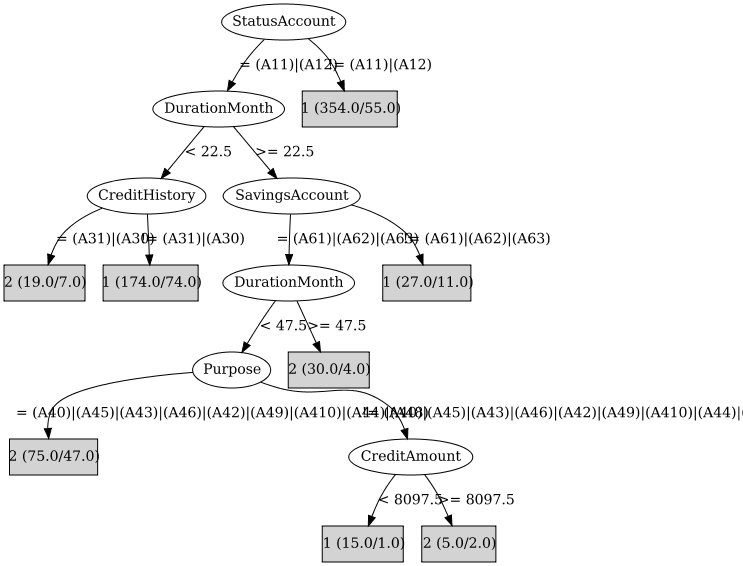 StatusAccount
= (A11)|(A12)
!= (A11)|(A12)
DurationMonth
1 (354.0/55.0)
< 22.5
>= 22.5
CreditHistory
SavingsAccount
= (A31)|(A30)
!= (A31)|(A30)
= (A61)|(A62)|(A63)
!= (A61)|(A62)|(A63)
2 (19.0/7.0)
1 (174.0/74.0)
DurationMonth
1 (27.0/11.0)
< 47.5
>= 47.5
Purpose
2 (30.0/4.0)
= (A40)|(A45)|(A43)|(A46)|(A42)|(A49)|(A410)|(A44)|(A48)
!= (A40)|(A45)|(A43)|(A46)|(A42)|(A49)|(A410)|(A44)|(
2 (75.0/47.0)
CreditAmount
< 8097.5
>= 8097.5
1 (15.0/1.0)
2 (5.0/2.0)